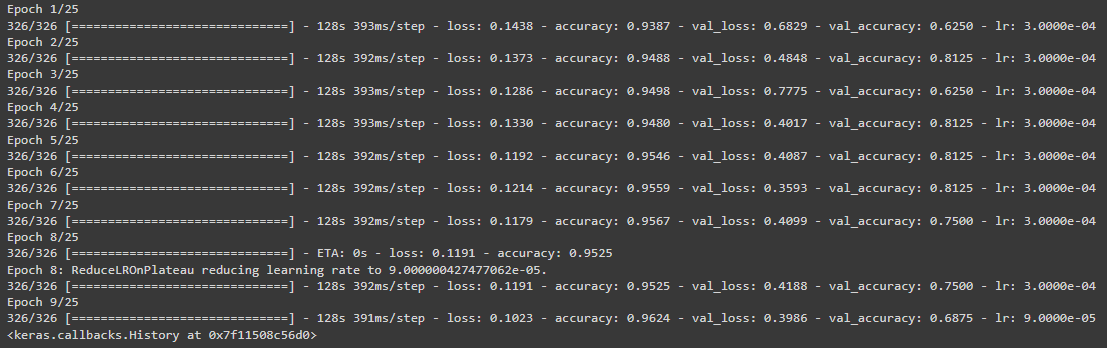 Epoch 1/25
326/326 [==============================] - 128s 393ms/step - loss: 0.1438 - accuracy: 0.9387 - val_loss: 0.6829 - val_accuracy: 0.6250 - lr: 3.0000e-04
Epoch 2/25
326/326 [==============================] - 128s 392ms/step - loss: 0.1373 - accuracy: 0.9488 - val_loss: 0.4848 - val_accuracy: 0.8125 - lr: 3.0000e-04
Epoch 3/25
326/326 [==============================] - 128s 393ms/step - loss: 0.1286 - accuracy: 0.9498 - val_loss: 0.7775 - val_accuracy: 0.6250 - lr: 3.0000e-04
Epoch 4/25
326/326 [==============================] - 128s 393ms/step - loss: 0.1330 - accuracy: 0.9480 - val_loss: 0.4017 - val_accuracy: 0.8125 - lr: 3.0000e-04
Epoch 5/25
326/326 [==============================] - 128s 392ms/step - loss: 0.1192 - accuracy: 0.9546 - val_loss: 0.4087 - val_accuracy: 0.8125 - lr: 3.0000e-04
Epoch 6/25
326/326 [==============================] - 128s 392ms/step - loss: 0.1214 - accuracy: 0.9559 - val_loss: 0.3593 - val_accuracy: 0.8125 - lr: 3.0000e-04
Epoch 7/25
326/326 [==============================] - 128s 392ms/step - loss: 0.1179 - accuracy: 0.9567 - val_loss: 0.4099 - val_accuracy: 0.7500 - lr: 3.0000e-04
Epoch 8/25
326/326 [==============================] - ETA: 0s - loss: 0.1191 - accuracy: 0.9525
Epoch 8: ReduceLROnPlateau reducing learning rate to 9.000000427477062e-05.
326/326 [==============================] - 128s 392ms/step - loss: 0.1191 - accuracy: 0.9525 - val_loss: 0.4188 - val_accuracy: 0.7500 - lr: 3.0000e-04
Epoch 9/25
326/326 [==============================] - 128s 391ms/step - loss: 0.1023 - accuracy: 0.9624 - val_loss: 0.3986 - val_accuracy: 0.6875 - lr: 9.0000e-05
<keras.callbacks.History at 0x7f11508c56d0>